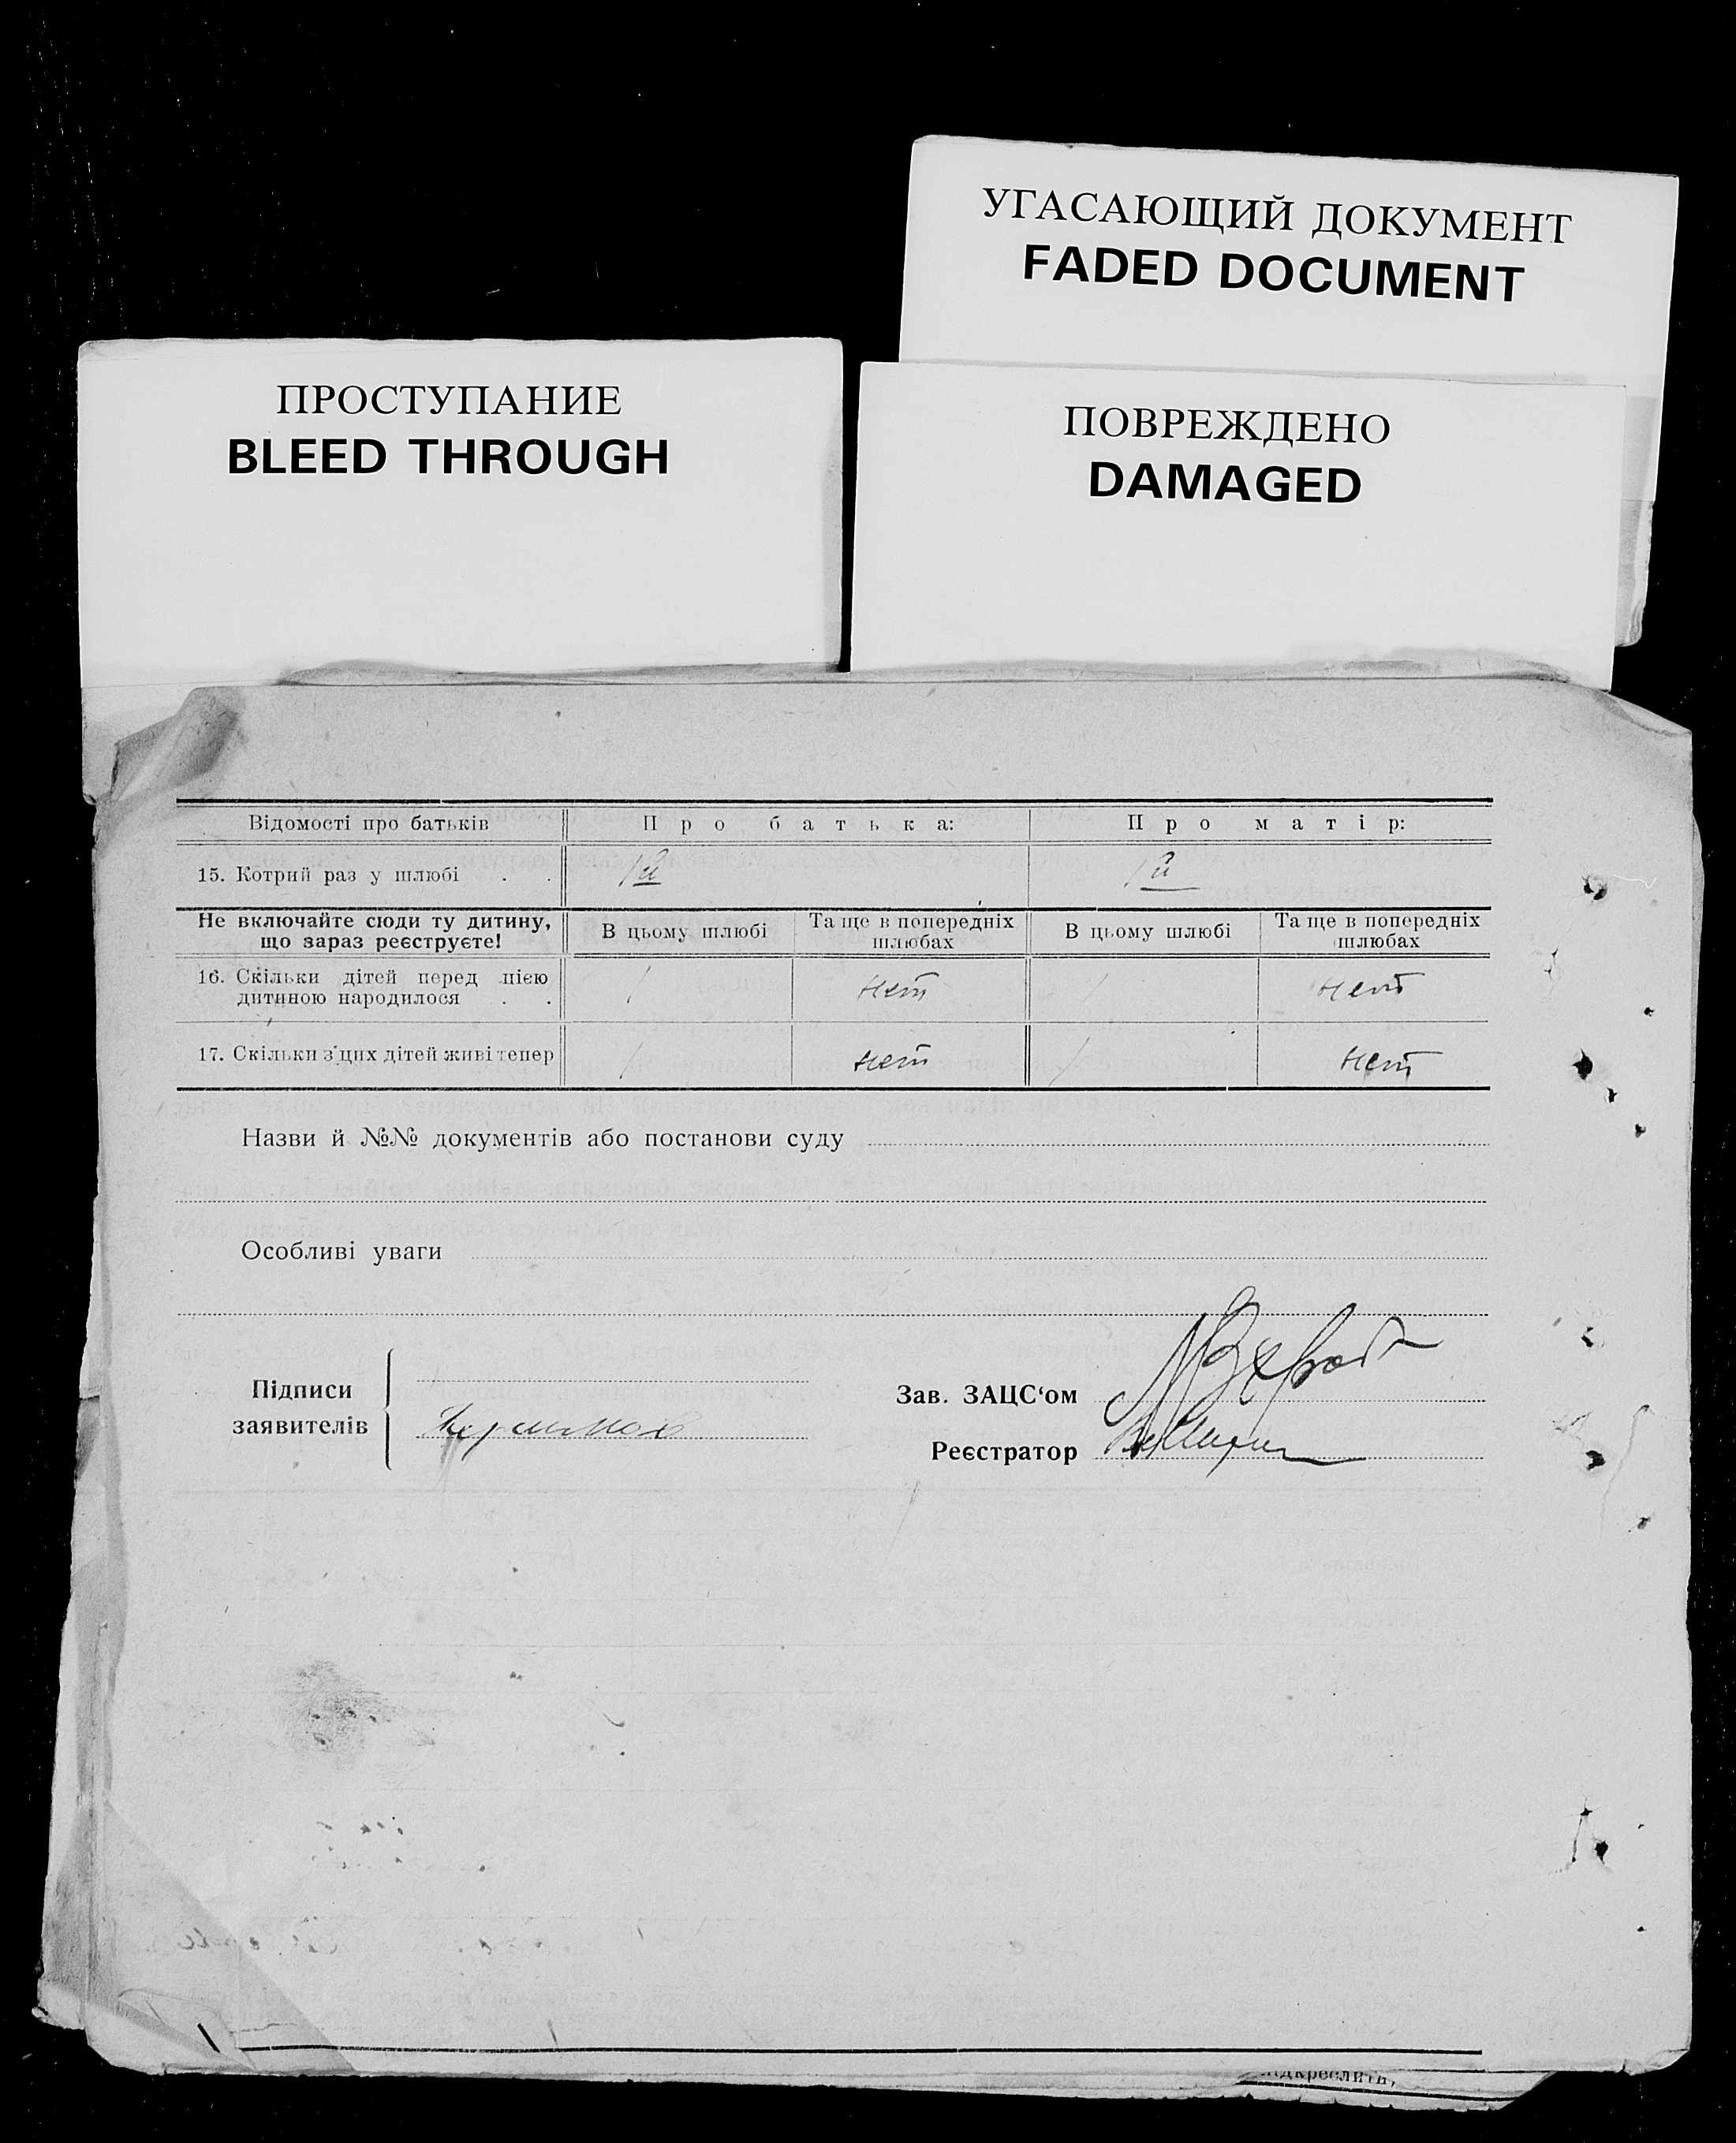 УГАСАЮЩИЙ ДОКУМЕНТ
FADED DOCUMENT
ПРОСТУПАНИЕ
BLEED THROUGH
ПОВРЕЖДЕНО
DAMAGED
Відомості про батьків Про батька: Про матір:
15. Котрий раз у шлюбі . . 1й 1й
Не включайте сюди ту дитину, що зараз реєструєте!
В цьому шлюбі Та ще в попередніх шлюбах В цьому шлюбі Та ще в попередніх шлюбах
16. Скільки дітей перед цією
дитиною народилося . . 1 нет 1 нет
17. Скільки з'цих дітей живі тепер 1 нет 1 нет
Назви й №№ документів або постанови суду
Особливі уваги
Підписи
заявителів
Зав. ЗАЦС‘ом
Реєстратор
підкреслити,